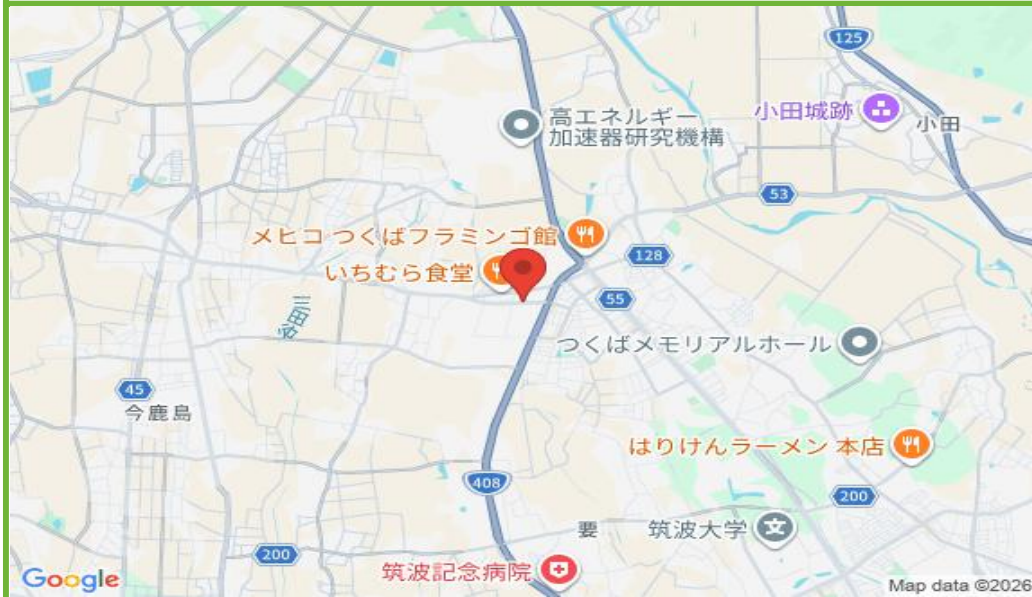 125
高エネルギー
加速器研究機構
小田城跡
小田
53
メヒコ つくばフラミンゴ館
128
いちむら食堂
55
谷田川
つくばメモリアルホール
45
今鹿島
はりけんラーメン 本店
408
200
要
筑波大学
200
筑波記念病院
Google
Map data ©2026